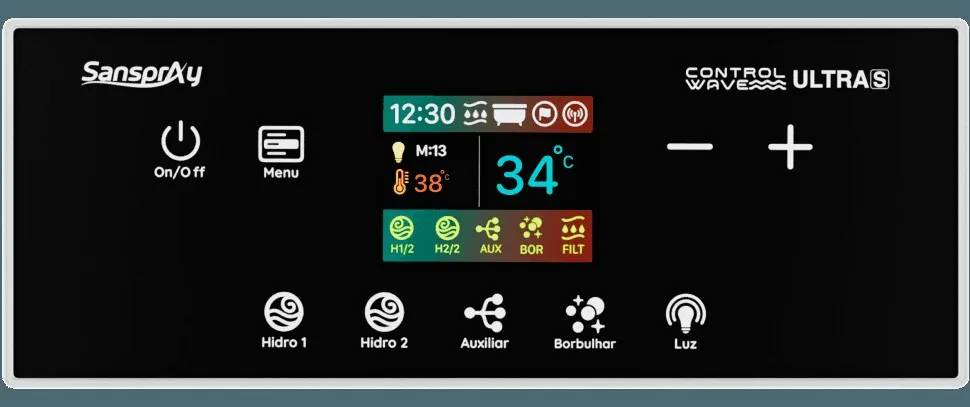 SansprAy
CONTROL WAVE ULTRA S
12:30
On/Off
Menu
M:13
38°C
34°C
H1/2 H2/2 AUX BOR FILT
Hidro 1 Hidro 2 Auxiliar Borbulhar Luz